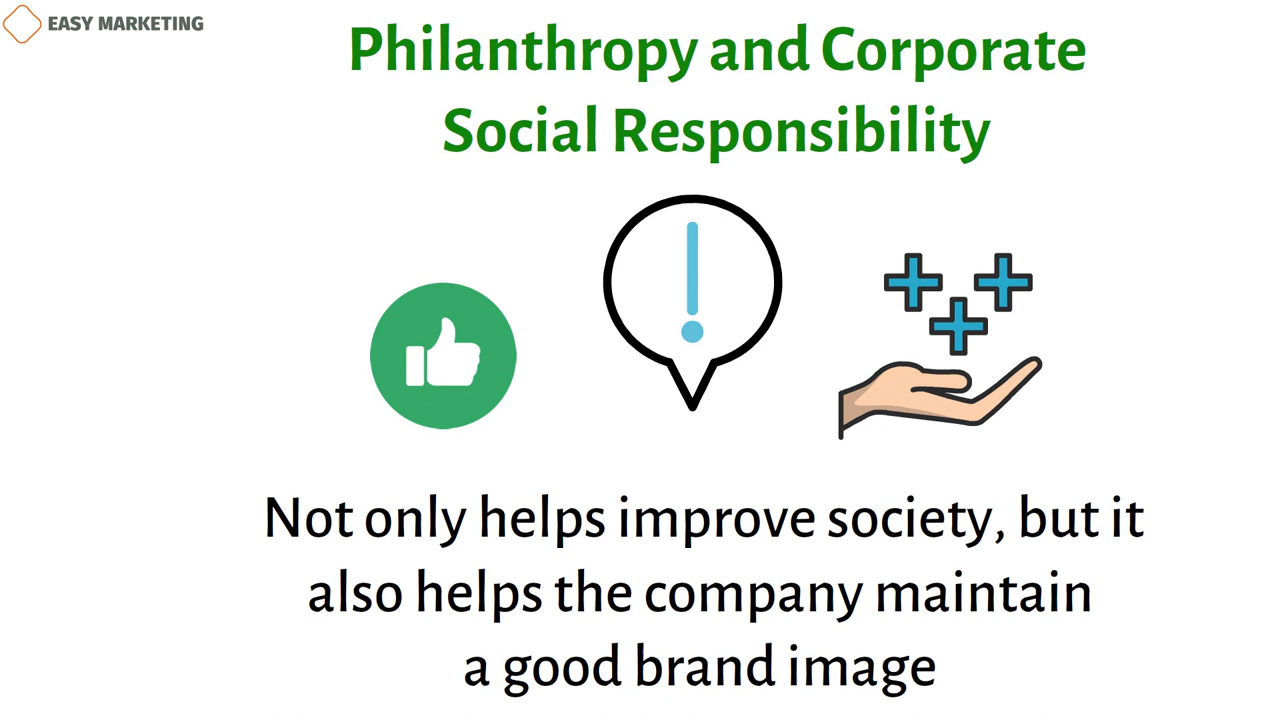 EASY MARKETING
Philanthropy and Corporate
Social Responsibility
Not only helps improve society, but it
also helps the company maintain
a good brand image